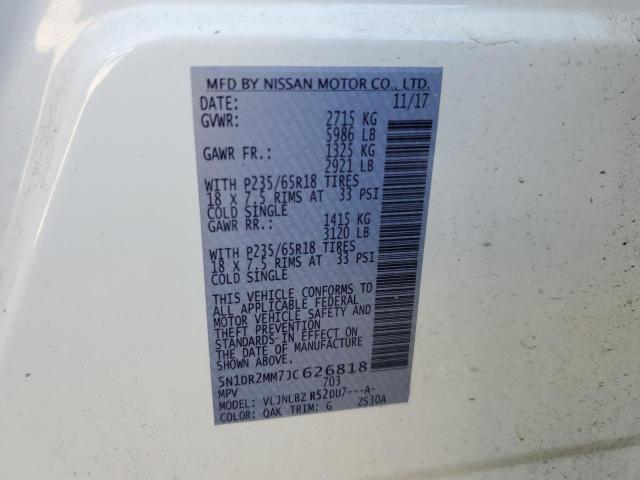 MFD BY NISSAN MOTOR CO., LTD.
DATE: 11/17
GVWR: 2715 KG
5986 LB
GAWR FR.: 1325 KG
2921 LB
WITH P235/65R18 TIRES
18 X 7.5 RIMS AT 33 PSI
COLD SINGLE
GAWR RR.: 1415 KG
3120 LB
WITH P235/65R18 TIRES
18 X 7.5 RIMS AT 33 PSI
COLD SINGLE
THIS VEHICLE CONFORMS TO
ALL APPLICABLE FEDERAL
MOTOR VEHICLE SAFETY AND
THEFT PREVENTION
STANDARDS IN EFFECT ON
THE DATE OF MANUFACTURE
SHOWN ABOVE.
5N1DR2MM7JC626818
MPV 703
MODEL: VLJNLBZ R52DU7---A-
COLOR: QAK TRIM: G ZS30A